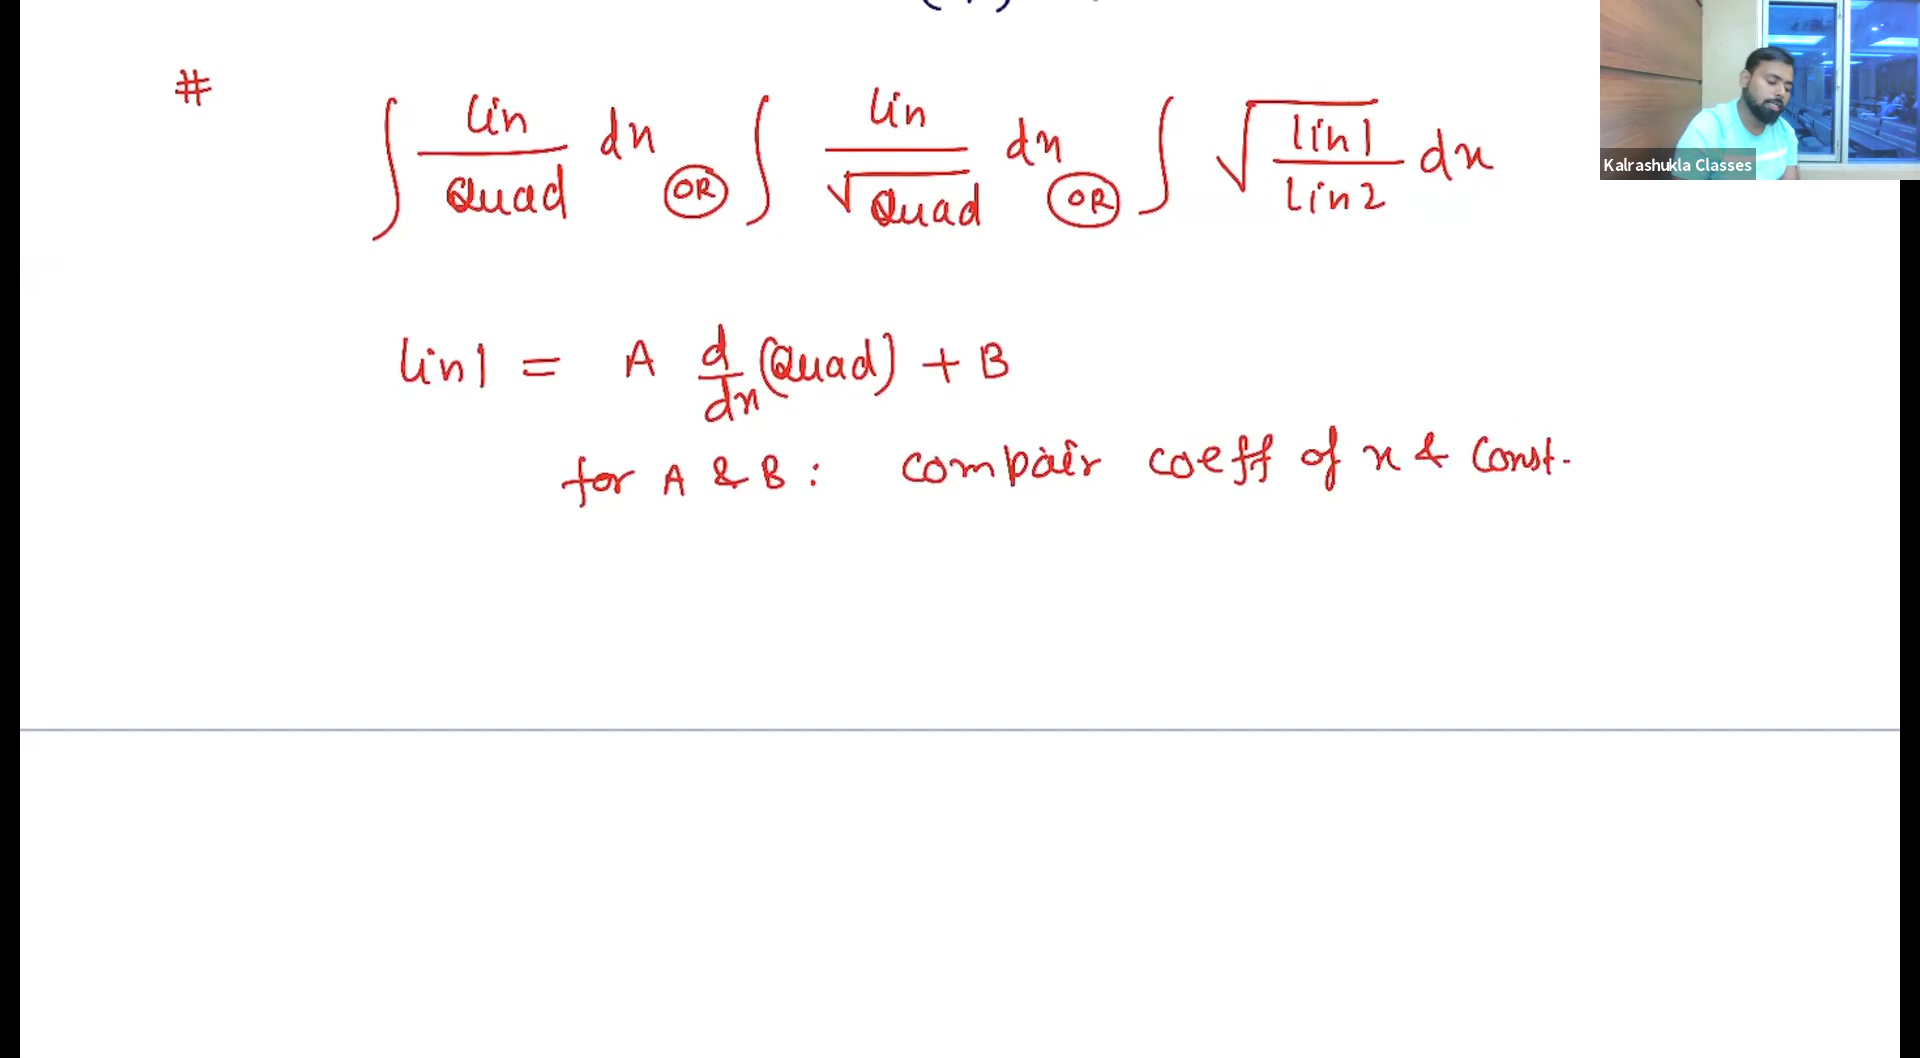 # ∫ lin/Quad dx OR ∫ lin/√Quad dx OR ∫ √(lin1/lin2) dx
Kalrashukla Classes
lin1 = A d/dx (Quad) + B
for A & B : compair coeff of x & const.